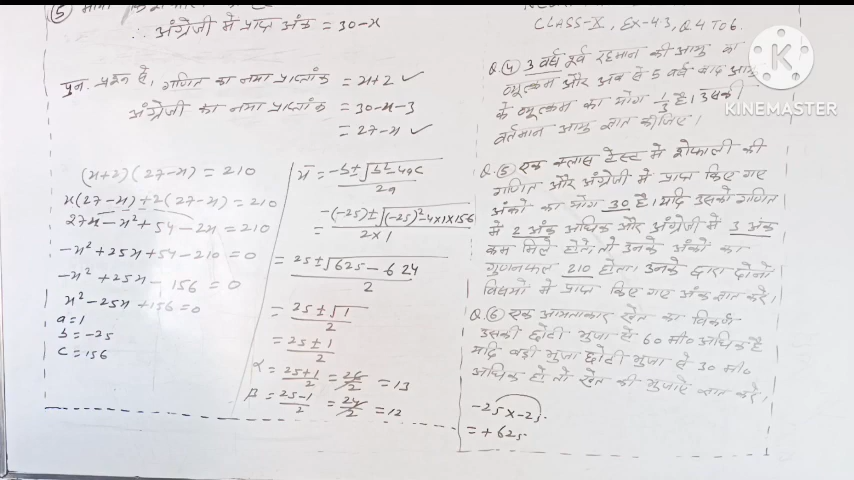 ∴ अंग्रेजी में प्राप्त अंक = 30-x
पुनः प्रश्न से, गणित का नया प्राप्तांक = x+2 ✓
अंग्रेजी का नया प्राप्तांक = 30-x-3
= 27-x ✓
(x+2)(27-x) = 210
x(27-x)+2(27-x) = 210
27x-x²+54-2x = 210
-x²+25x+54-210 = 0
-x²+25x-156 = 0
x²-25x+156 = 0
a=1
b=-25
c=156
x = -b±√b²-4ac / 2a
= -(-25)±√(-25)²-4×1×156 / 2×1
= 25±√625-624 / 2
= 25±√1 / 2
= 25±1 / 2
α = 25+1/2 = 26/2 = 13
β = 25-1/2 = 24/2 = 12
CLASS-X, EX-4.3, Q.4 TO 6.
Q.④ 3 वर्ष पूर्व रहमान की आयु का
व्युत्क्रम और अब से 5 वर्ष बाद आयु
के व्युत्क्रम का योग 1/3 है। उसकी
वर्तमान आयु ज्ञात कीजिए।
Q.⑤ एक क्लास टेस्ट में शेफाली की
गणित और अंग्रेजी में प्राप्त किए गए
अंकों का योग 30 है। यदि उसको गणित
में 2 अंक अधिक और अंग्रेजी में 3 अंक
कम मिले होते, तो उनके अंकों का
गुणनफल 210 होता। उनके द्वारा दोनों
विषयों में प्राप्त किए गए अंक ज्ञात करें।
Q.⑥ एक आयताकार खेत का विकर्ण
उसकी छोटी भुजा से 60 मी० अधिक है
यदि बड़ी भुजा छोटी भुजा से 30 मी०
अधिक हो तो खेत की भुजाएँ ज्ञात करें।
-25×-25
= +625
KINEMASTER